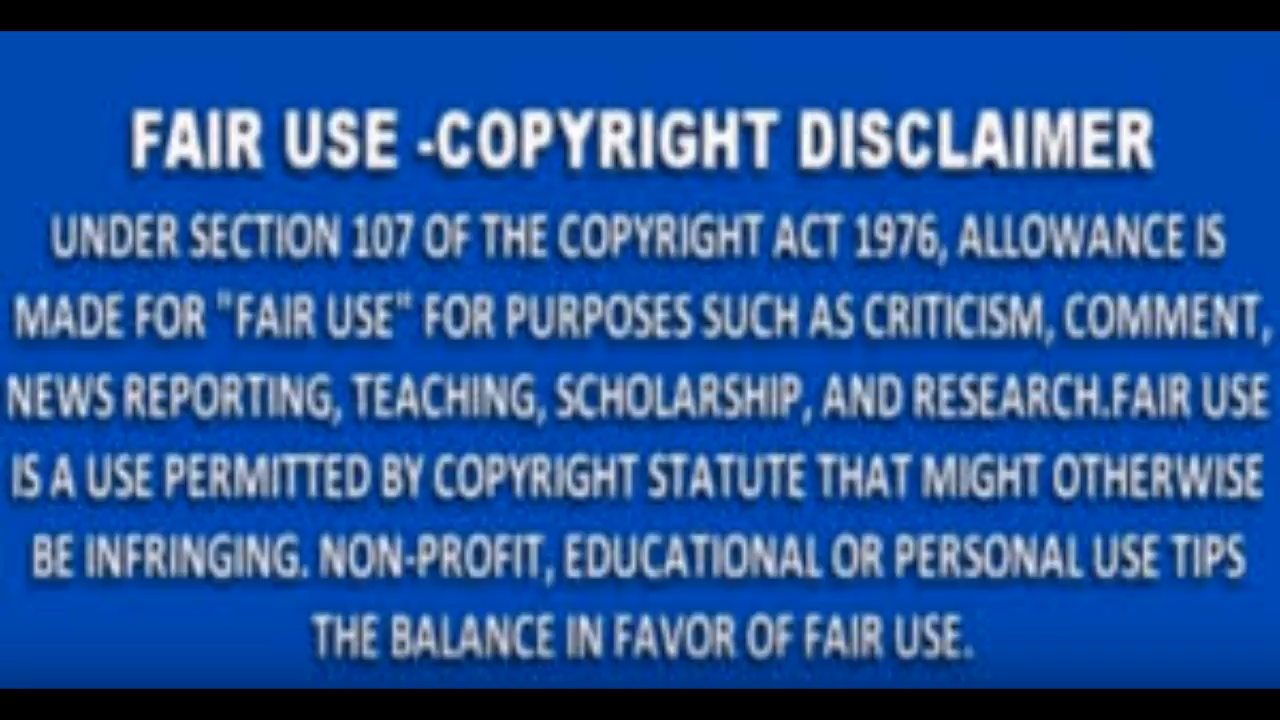 FAIR USE -COPYRIGHT DISCLAIMER
UNDER SECTION 107 OF THE COPYRIGHT ACT 1976, ALLOWANCE IS
MADE FOR "FAIR USE" FOR PURPOSES SUCH AS CRITICISM, COMMENT,
NEWS REPORTING, TEACHING, SCHOLARSHIP, AND RESEARCH.FAIR USE
IS A USE PERMITTED BY COPYRIGHT STATUTE THAT MIGHT OTHERWISE
BE INFRINGING. NON-PROFIT, EDUCATIONAL OR PERSONAL USE TIPS
THE BALANCE IN FAVOR OF FAIR USE.